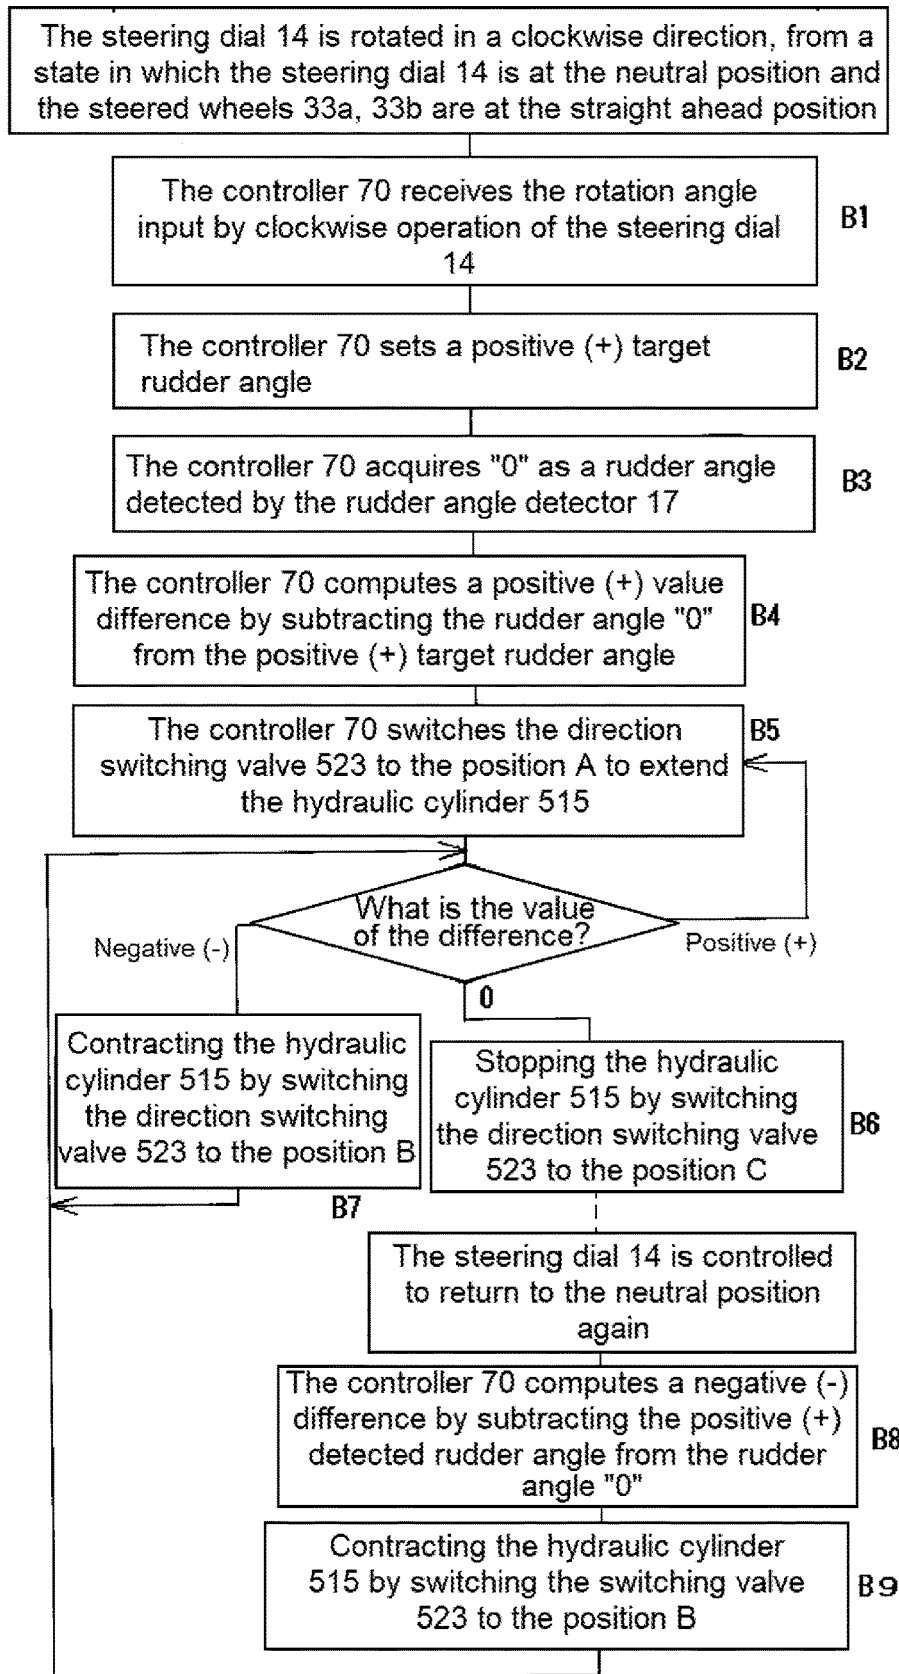 The steering dial 14 is rotated in a clockwise direction, from a
state in which the steering dial 14 is at the neutral position and
the steered wheels 33a, 33b are at the straight ahead position
The controller 70 receives the rotation angle
input by clockwise operation of the steering dial
14
B1
The controller 70 sets a positive (+) target
rudder angle
B2
The controller 70 acquires "0" as a rudder angle
detected by the rudder angle detector 17
B3
The controller 70 computes a positive (+) value
difference by subtracting the rudder angle "0"
from the positive (+) target rudder angle
B4
The controller 70 switches the direction
switching valve 523 to the position A to extend
the hydraulic cylinder 515
B5
What is the value
of the difference?
Negative (-)
Positive (+)
0
Contracting the hydraulic
cylinder 515 by switching
the direction switching
valve 523 to the position B
B7
Stopping the hydraulic
cylinder 515 by switching
the direction switching valve
523 to the position C
B6
The steering dial 14 is controlled
to return to the neutral position
again
The controller 70 computes a negative (-)
difference by subtracting the positive (+)
detected rudder angle from the rudder
angle "0"
B8
Contracting the hydraulic cylinder
515 by switching the switching valve
523 to the position B
B9